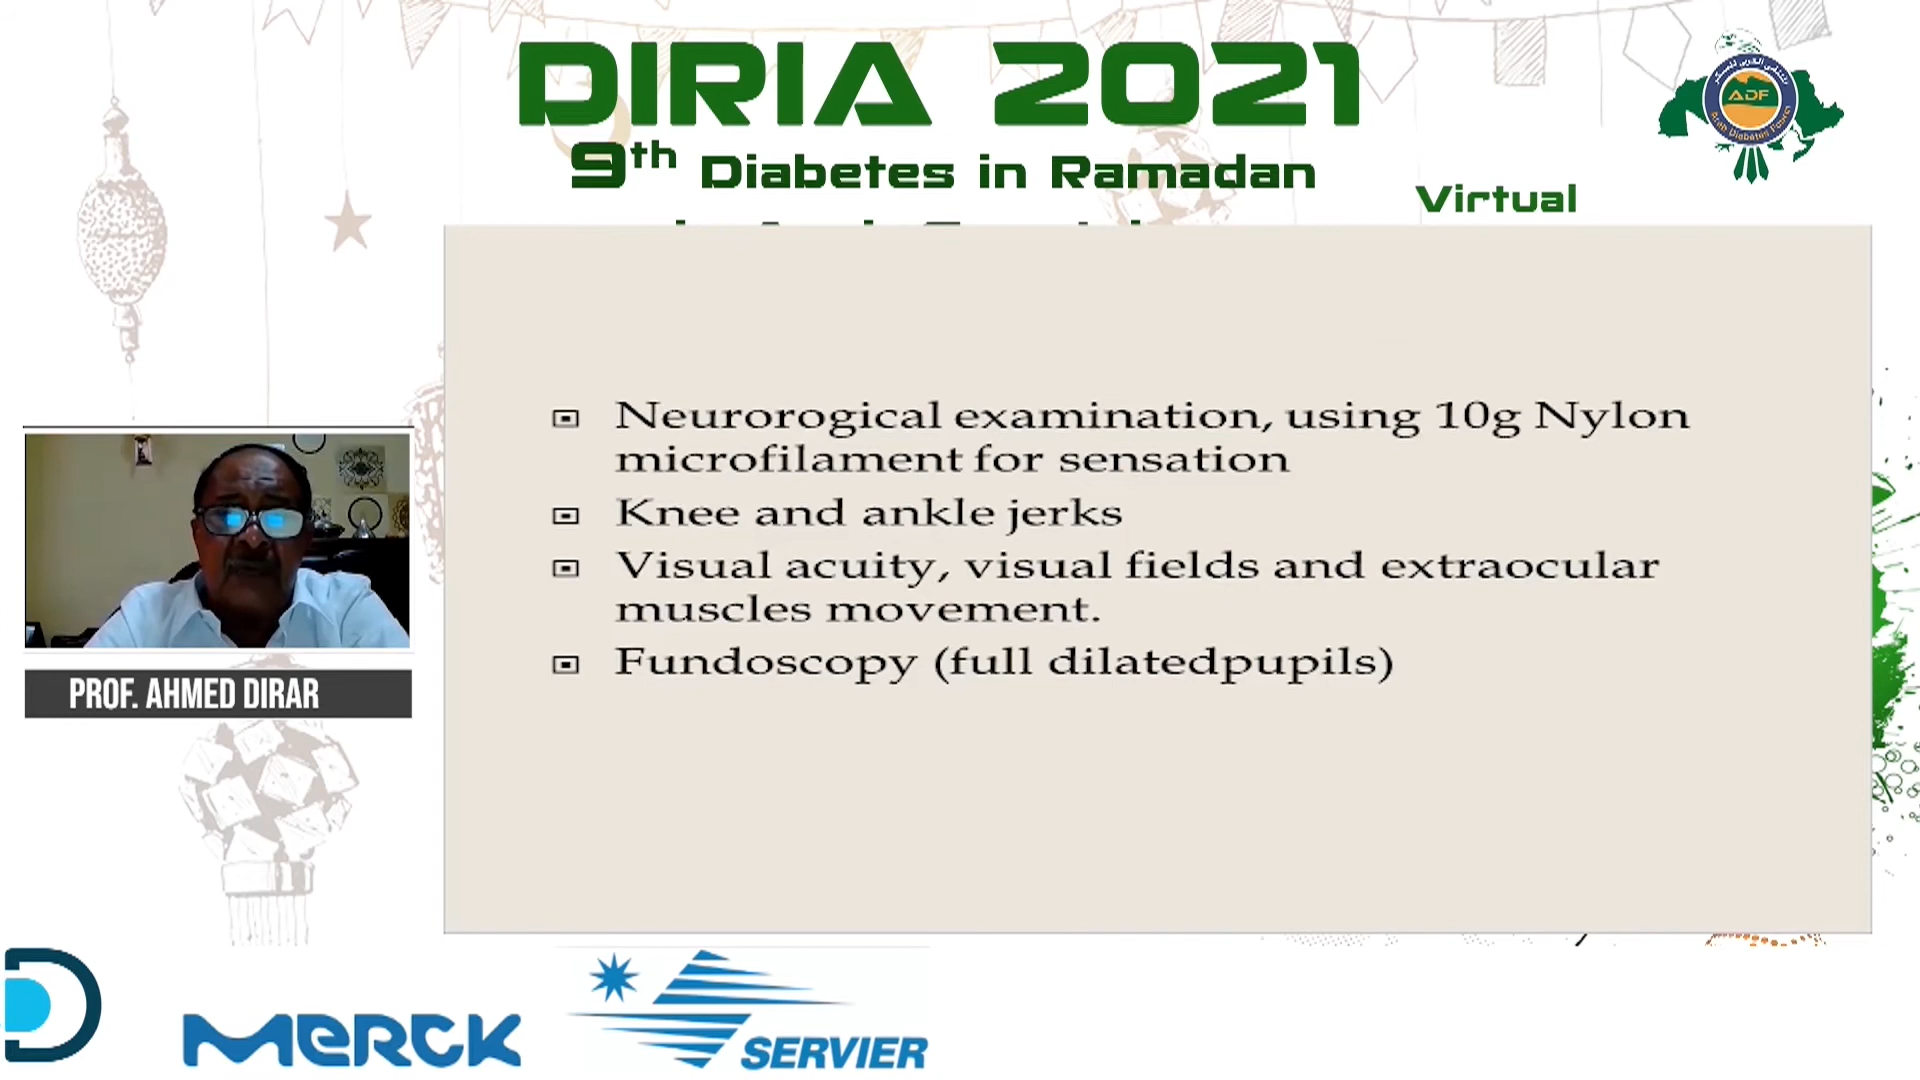 DIRIA 2021
9th Diabetes in Ramadan
Virtual
ADF
Neurorogical examination, using 10g Nylon
microfilament for sensation
Knee and ankle jerks
Visual acuity, visual fields and extraocular
muscles movement.
Fundoscopy (full dilatedpupils)
PROF. AHMED DIRAR
MERCK
SERVIER